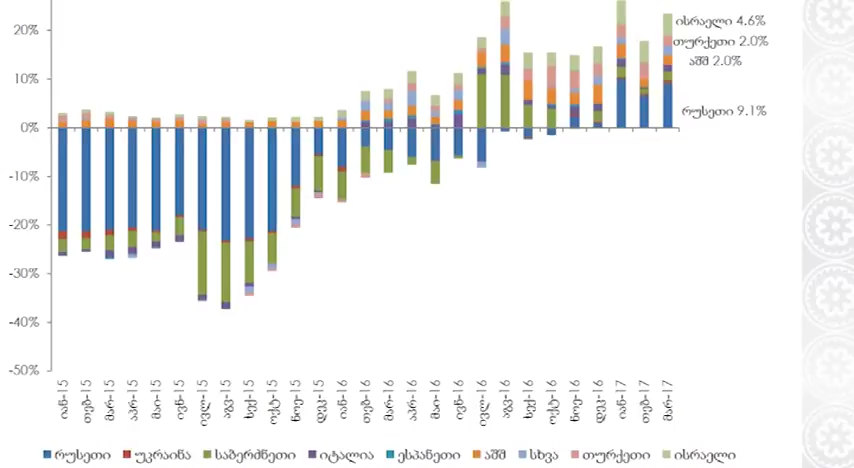 20%
10%
0%
-10%
-20%
-30%
-40%
-50%
ისრაელი 4.6%
თურქეთი 2.0%
აშშ 2.0%
რუსეთი 9.1%
იან-15 თებ-15 მარ-15 აპრ-15 მაი-15 ივნ-15 ივლ-15 აგვ-15 სექ-15 ოქტ-15 ნოე-15 დეკ-15 იან-16 თებ-16 მარ-16 აპრ-16 მაი-16 ივნ-16 ივლ-16 აგვ-16 სექ-16 ოქტ-16 ნოე-16 დეკ-16 იან-17 თებ-17 მარ-17
რუსეთი უკრაინა საბერძნეთი იტალია ესპანეთი აშშ სხვა თურქეთი ისრაელი